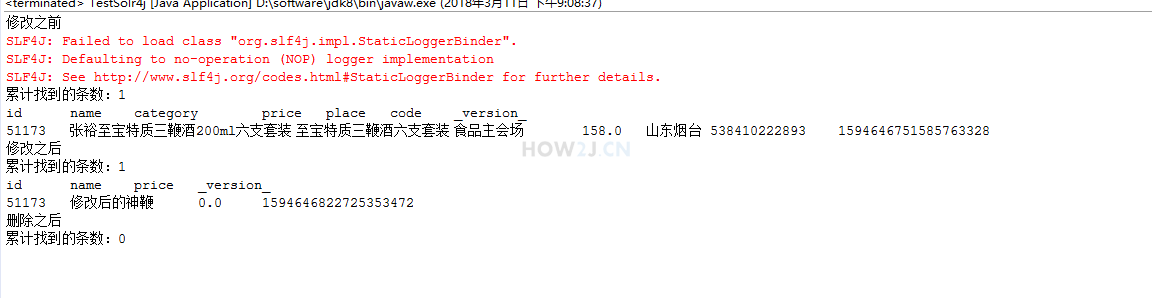 <terminated> TestSolr4j [Java Application] D:\software\jdk8\bin\javaw.exe (2018年3月11日 下午9:08:37)
修改之前
SLF4J: Failed to load class "org.slf4j.impl.StaticLoggerBinder".
SLF4J: Defaulting to no-operation (NOP) logger implementation
SLF4J: See http://www.slf4j.org/codes.html#StaticLoggerBinder for further details.
累计找到的条数：1
id name category price place code _version_
51173 张裕至宝特质三鞭酒200ml六支套装 至宝特质三鞭酒六支套装 食品主会场 158.0 山东烟台 538410222893 1594646751585763328
修改之后
累计找到的条数：1
id name price _version_
51173 修改后的神鞭 0.0 1594646822725353472
删除之后
累计找到的条数：0
HOW2J.CN